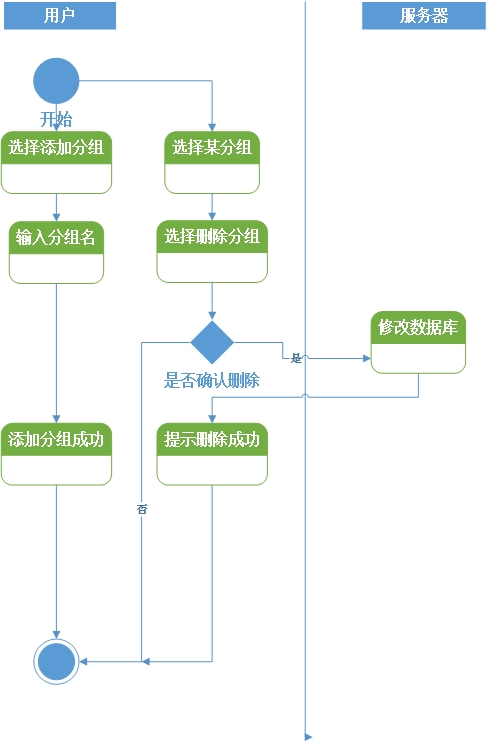 用户
服务器
开始
选择添加分组
选择某分组
输入分组名
选择删除分组
修改数据库
是
是否确认删除
添加分组成功
提示删除成功
否